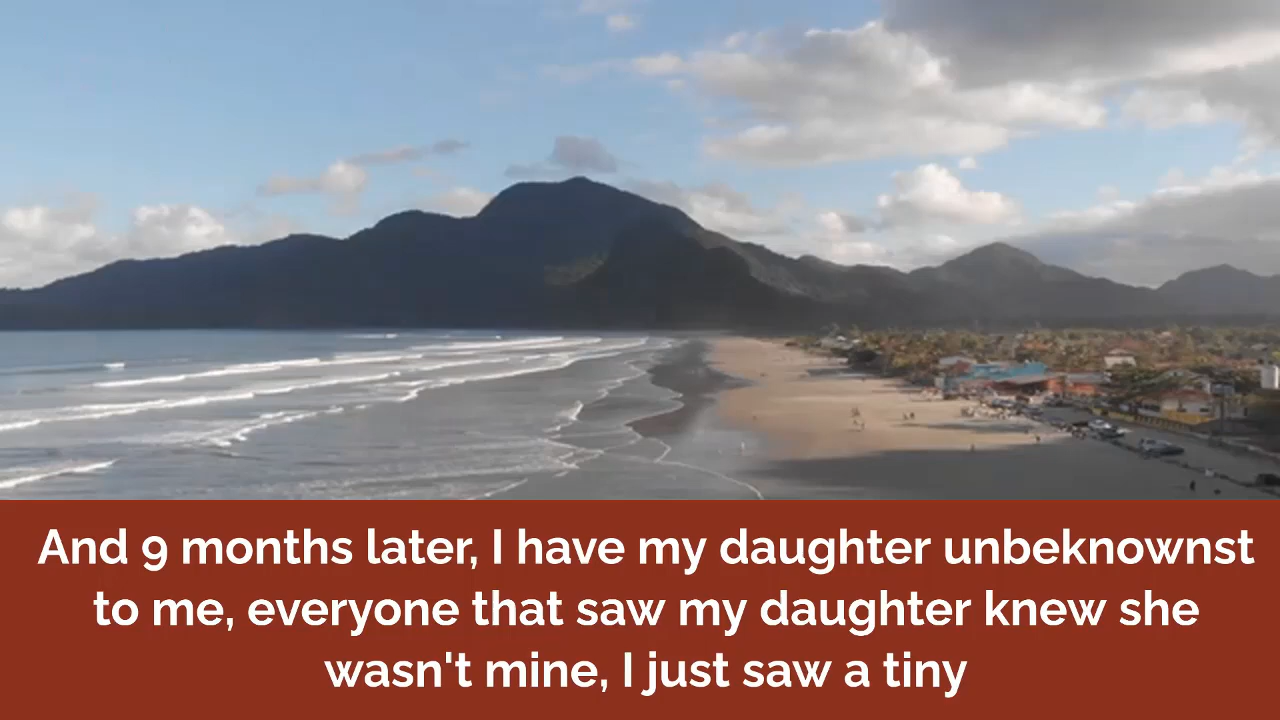 And 9 months later, I have my daughter unbeknownst
to me, everyone that saw my daughter knew she
wasn't mine, I just saw a tiny